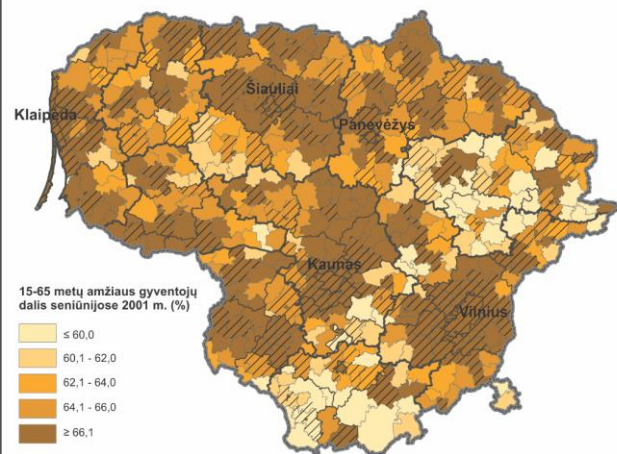 Šiauliai
Klaipėda
Panevėžys
Kaunas
Vilnius
15-65 metų amžiaus gyventojų
dalis seniūnijose 2001 m. (%)
≤ 60,0
60,1 - 62,0
62,1 - 64,0
64,1 - 66,0
≥ 66,1